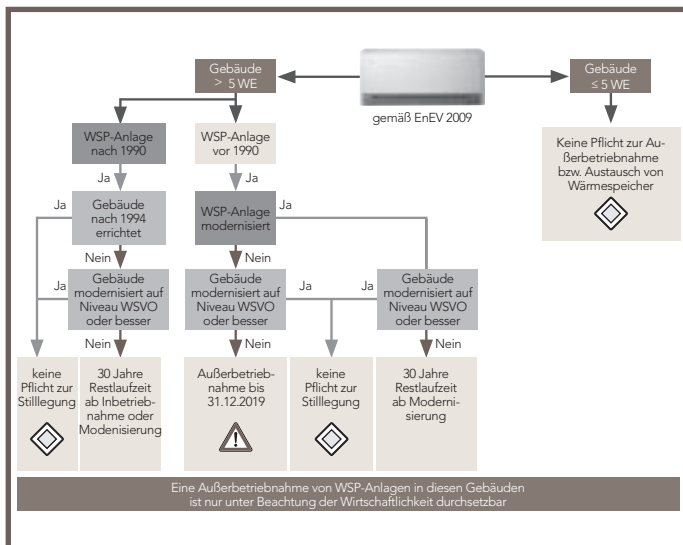 Gebäude
> 5 WE
gemäß EnEV 2009
Gebäude
≤ 5 WE
WSP-Anlage
nach 1990
WSP-Anlage
vor 1990
Keine Pflicht zur Au-
ßerbetriebnahme
bzw. Austausch von
Wärmespeicher
Ja
Ja
Ja
Gebäude
nach 1994
errichtet
WSP-Anlage
modernisiert
Ja
Nein
Nein
Ja
Gebäude
modernisiert auf
Niveau WSVO
oder besser
Gebäude
modernisiert auf
Niveau WSVO
oder besser
Ja
Ja
Gebäude
modernisiert auf
Niveau WSVO
oder besser
Nein
Nein
Nein
keine
Pflicht zur
Stilllegung
30 Jahre
Restlaufzeit
ab Inbetrieb-
nahme oder
Modenisierung
Außerbetrieb-
nahme bis
31.12.2019
keine
Pflicht zur
Stilllegung
30 Jahre
Restlaufzeit
ab Moderni-
sierung
Eine Außerbetriebnahme von WSP-Anlagen in diesen Gebäuden
ist nur unter Beachtung der Wirtschaftlichkeit durchsetzbar